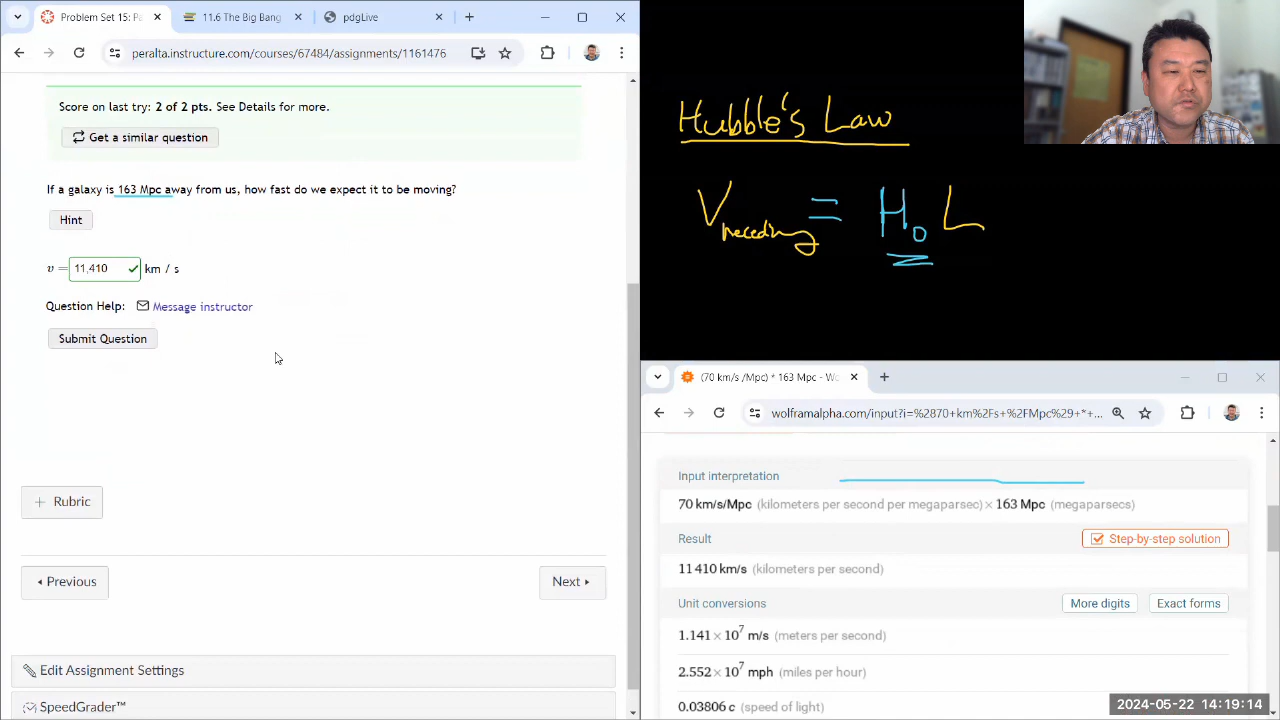 Problem Set 15: Pa
11.6 The Big Bang
pdgLive
peralta.instructure.com/courses/67484/assignments/1161476
Score on last try: 2 of 2 pts. See Details for more.
Get a similar question
If a galaxy is 163 Mpc away from us, how fast do we expect it to be moving?
Hint
v = 11,410 km / s
Question Help: Message instructor
Submit Question
+ Rubric
Previous
Next
Edit Assignment Settings
SpeedGrader™
Hubble's Law
Vreceding = H0 L
(70 km/s /Mpc) * 163 Mpc - Wo
wolframalpha.com/input?i=%2870+km%2Fs+%2FMpc%29+*+...
Input interpretation
70 km/s/Mpc (kilometers per second per megaparsec) × 163 Mpc (megaparsecs)
Result
Step-by-step solution
11410 km/s (kilometers per second)
Unit conversions
More digits
Exact forms
1.141 × 10^7 m/s (meters per second)
2.552 × 10^7 mph (miles per hour)
0.03806 c (speed of light)
2024-05-22 14:19:14